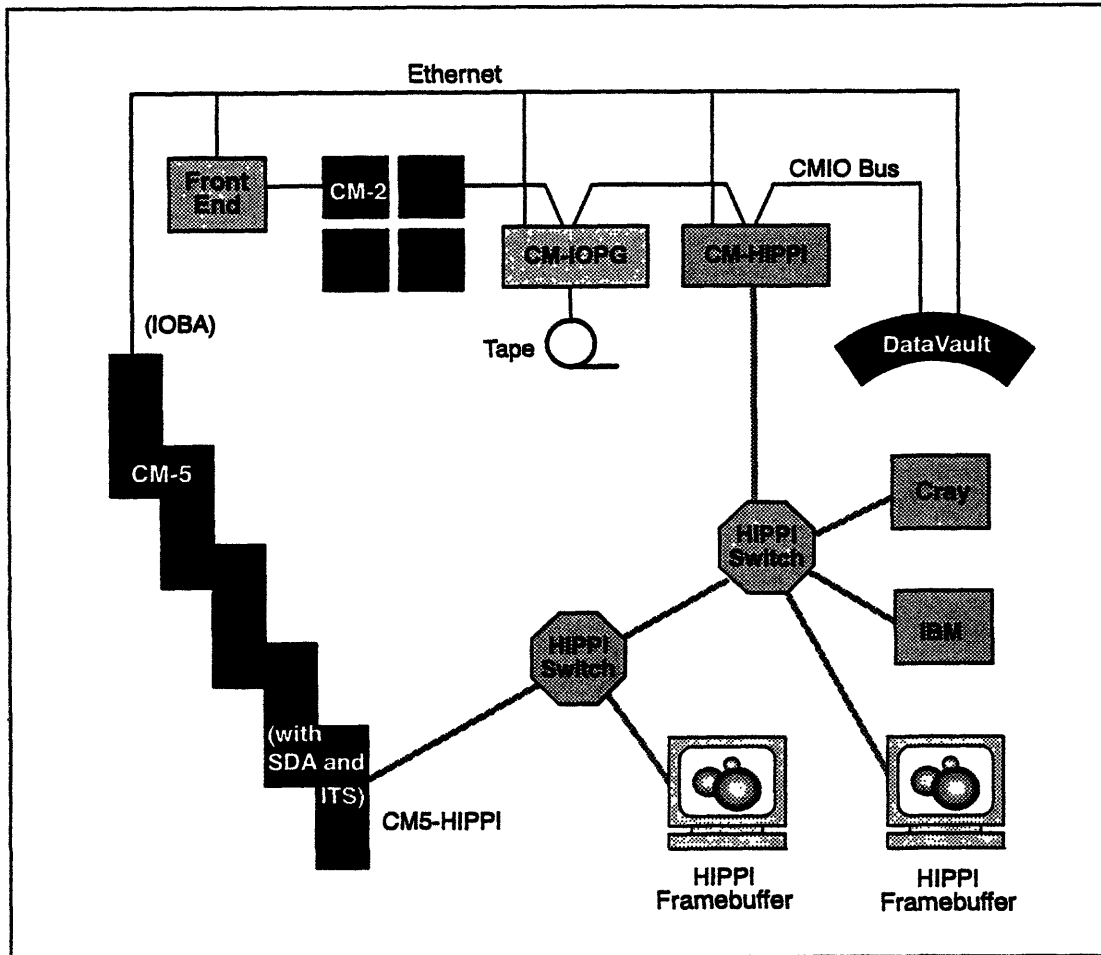 Ethernet
Front
End
CM-2
CMIO Bus
CM-IOPG
CM-HIPPI
(IOBA)
Tape
DataVault
CM-5
Cray
HIPPI
Switch
IBM
HIPPI
Switch
(with
SDA and
ITS)
CM5-HIPPI
HIPPI
Framebuffer
HIPPI
Framebuffer